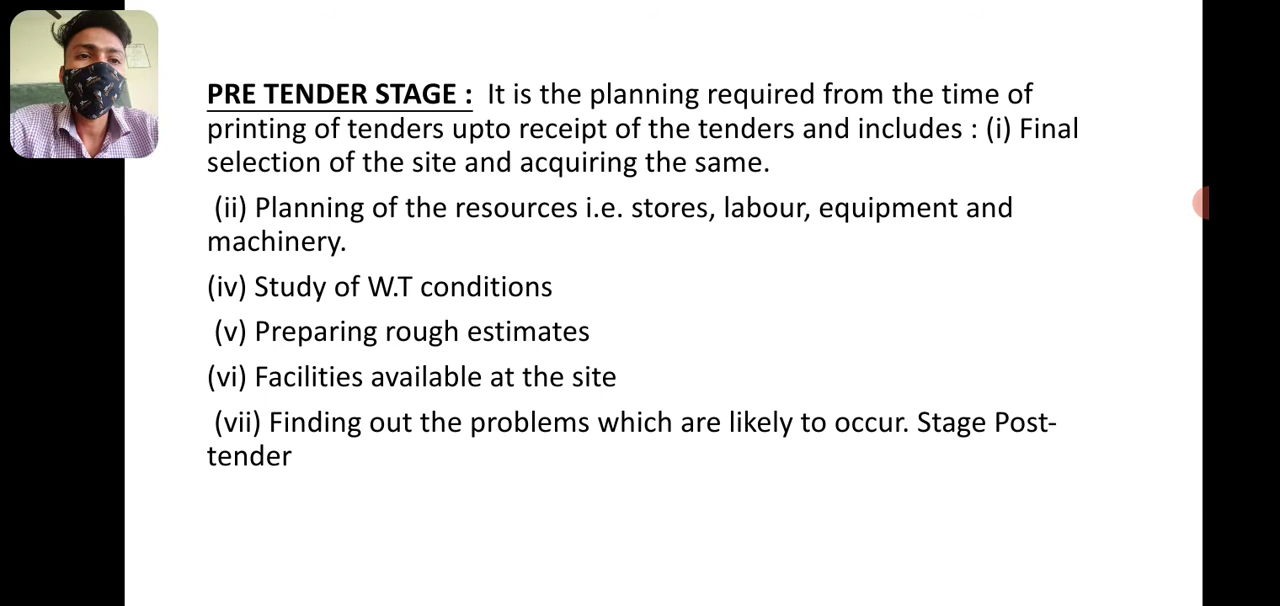 PRE TENDER STAGE : It is the planning required from the time of
printing of tenders upto receipt of the tenders and includes : (i) Final
selection of the site and acquiring the same.
(ii) Planning of the resources i.e. stores, labour, equipment and
machinery.
(iv) Study of W.T conditions
(v) Preparing rough estimates
(vi) Facilities available at the site
(vii) Finding out the problems which are likely to occur. Stage Post-
tender